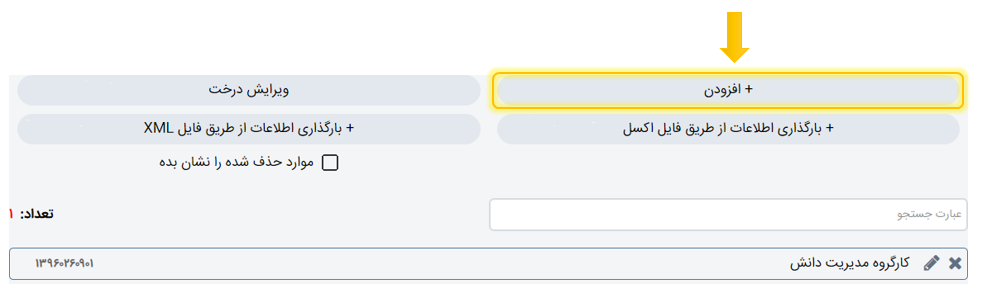 + افزودن
ویرایش درخت
+ بارگذاری اطلاعات از طریق فایل اکسل
+ بارگذاری اطلاعات از طریق فایل XML
موارد حذف شده را نشان بده
عبارت جستجو
تعداد: ۱
کارگروه مدیریت دانش
۱۳۹۶۰۲۶۰۹۰۱